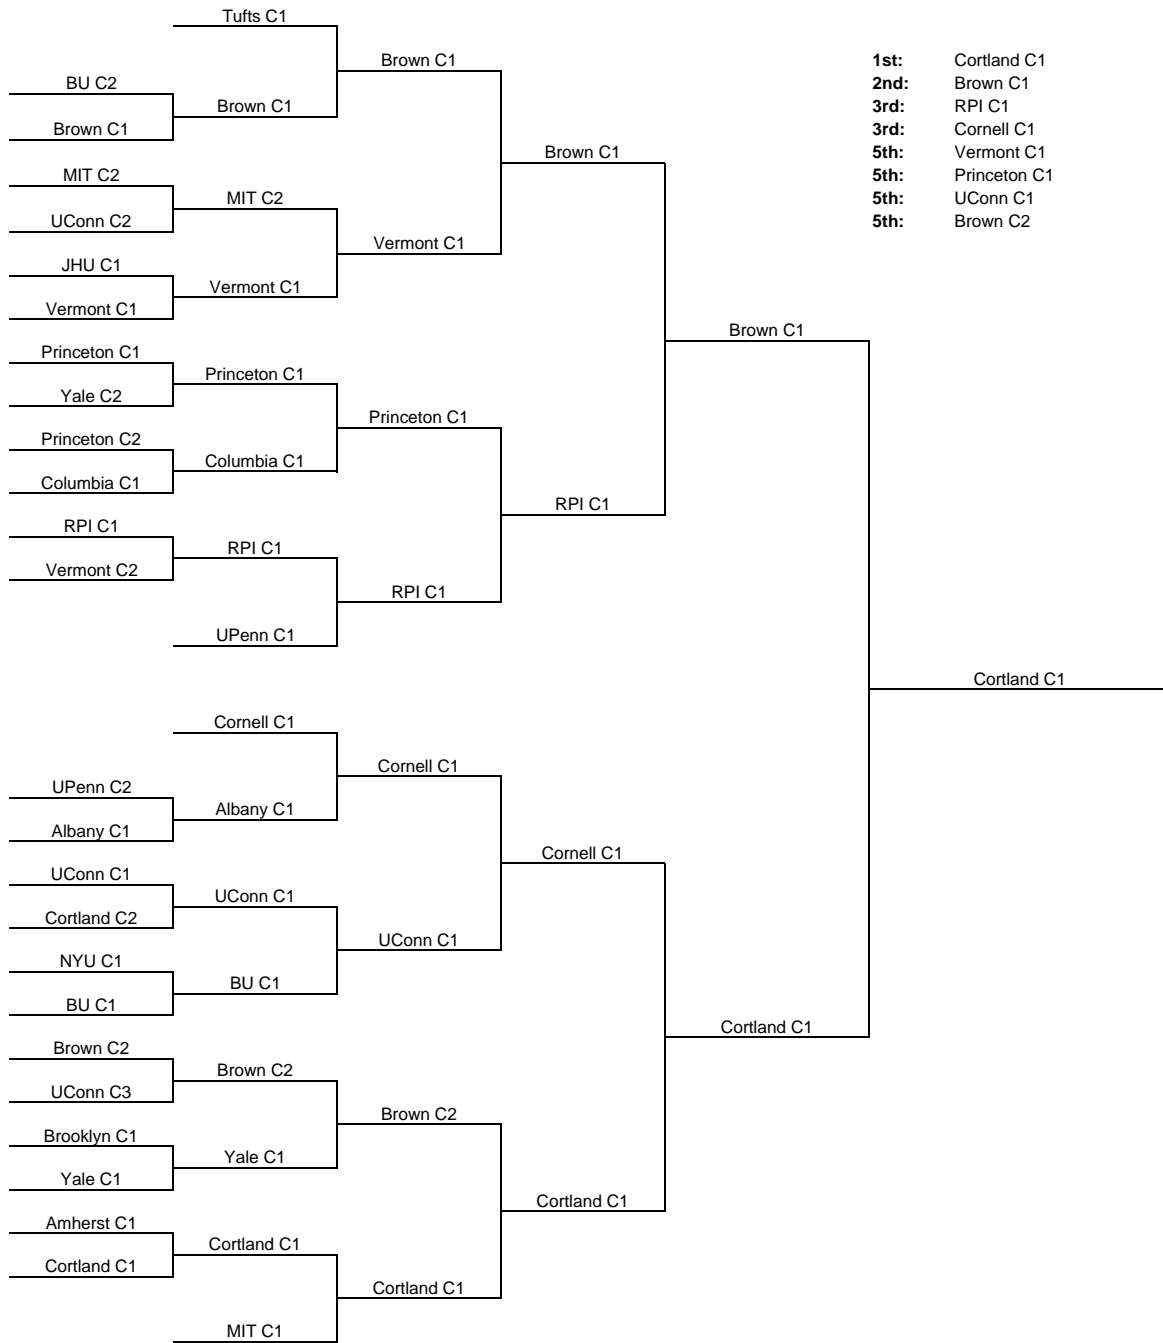 Tufts C1
Brown C1
1st: Cortland C1
BU C2
2nd: Brown C1
Brown C1
3rd: RPI C1
Brown C1
3rd: Cornell C1
Brown C1
5th: Vermont C1
MIT C2
5th: Princeton C1
MIT C2
5th: UConn C1
UConn C2
5th: Brown C2
Vermont C1
JHU C1
Vermont C1
Vermont C1
Brown C1
Princeton C1
Princeton C1
Yale C2
Princeton C1
Princeton C2
Columbia C1
Columbia C1
RPI C1
RPI C1
RPI C1
Vermont C2
RPI C1
UPenn C1
Cortland C1
Cornell C1
Cornell C1
UPenn C2
Albany C1
Albany C1
Cornell C1
UConn C1
UConn C1
Cortland C2
UConn C1
NYU C1
BU C1
BU C1
Cortland C1
Brown C2
Brown C2
UConn C3
Brown C2
Brooklyn C1
Yale C1
Yale C1
Cortland C1
Amherst C1
Cortland C1
Cortland C1
Cortland C1
MIT C1